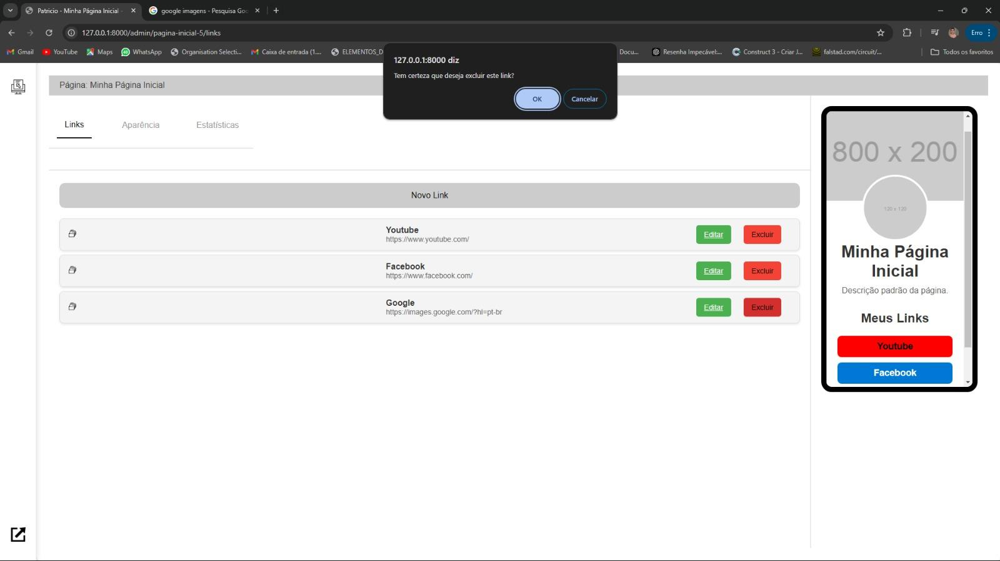 Patricio - Minha Página Inicial -
google imagens - Pesquisa Goo
127.0.0.1:8000/admin/pagina-inicial-5/links
Erro
Gmail
YouTube
Maps
WhatsApp
Organisation Selecti...
Caixa de entrada (1....
ELEMENTOS_D
Docu...
Resenha Impecável:...
Construct 3 - Criar J...
falstad.com/circuit/...
Todos os favoritos
127.0.0.1:8000 diz
Tem certeza que deseja excluir este link?
OK
Cancelar
Página: Minha Página Inicial
Links
Aparência
Estatísticas
Novo Link
Youtube
https://www.youtube.com/
Editar
Excluir
Facebook
https://www.facebook.com/
Editar
Excluir
Google
https://images.google.com/?hl=pt-br
Editar
Excluir
800 x 200
120 x 120
Minha Página
Inicial
Descrição padrão da página.
Meus Links
Youtube
Facebook